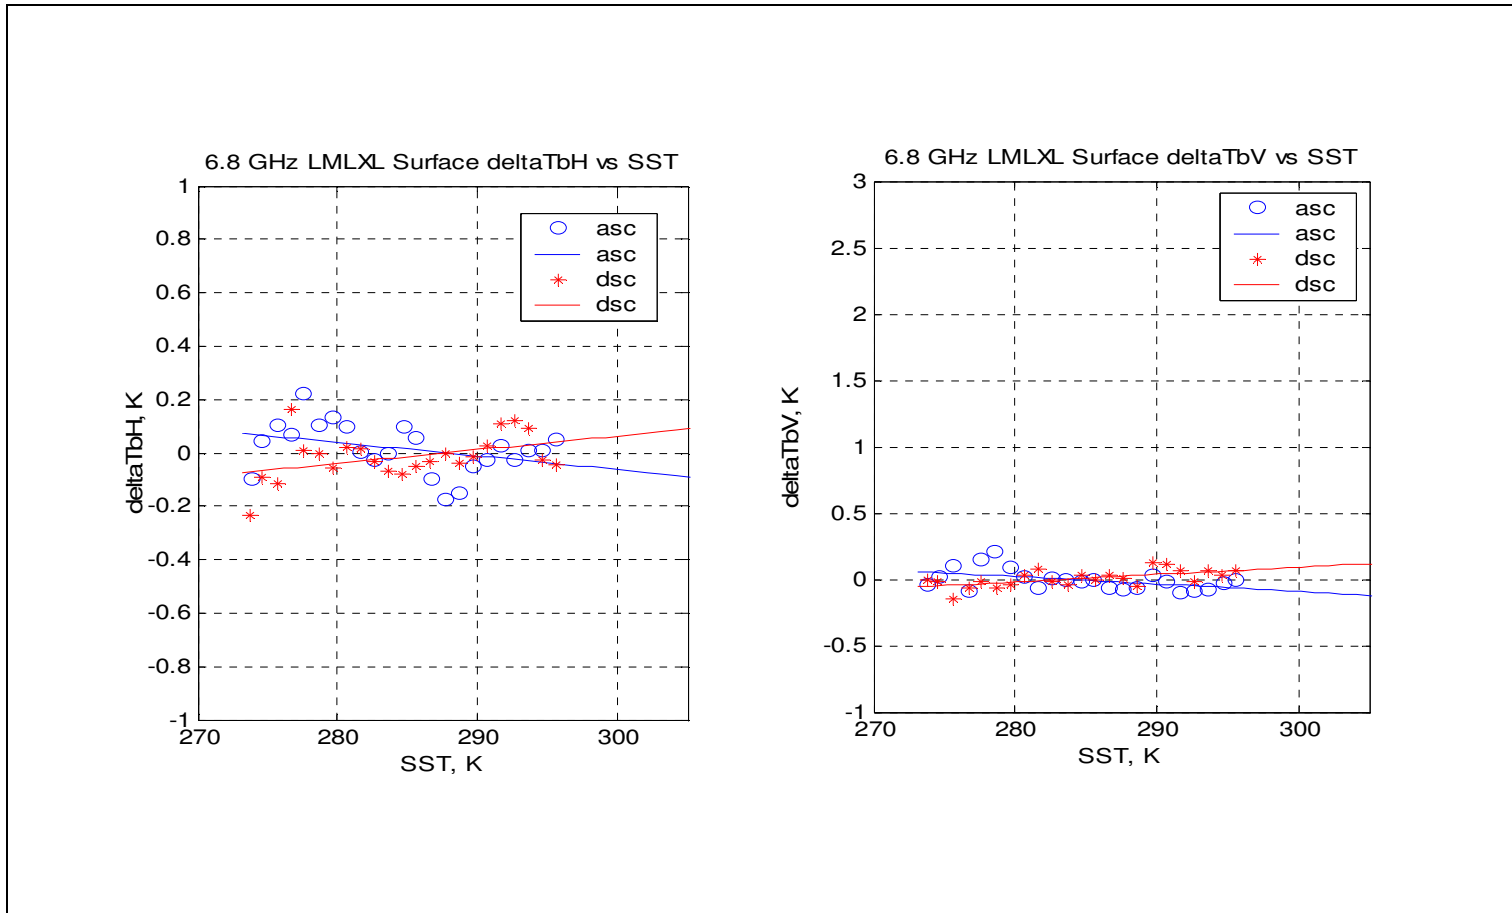 6.8 GHz LMLXL Surface deltaTbH vs SST
1
0.8
0.6
0.4
0.2
0
-0.2
-0.4
-0.6
-0.8
-1
deltaTbH, K
asc
asc
dsc
dsc
270
280
290
300
SST, K
6.8 GHz LMLXL Surface deltaTbV vs SST
3
2.5
2
1.5
1
0.5
0
-0.5
-1
deltaTbV, K
asc
asc
dsc
dsc
270
280
290
300
SST, K